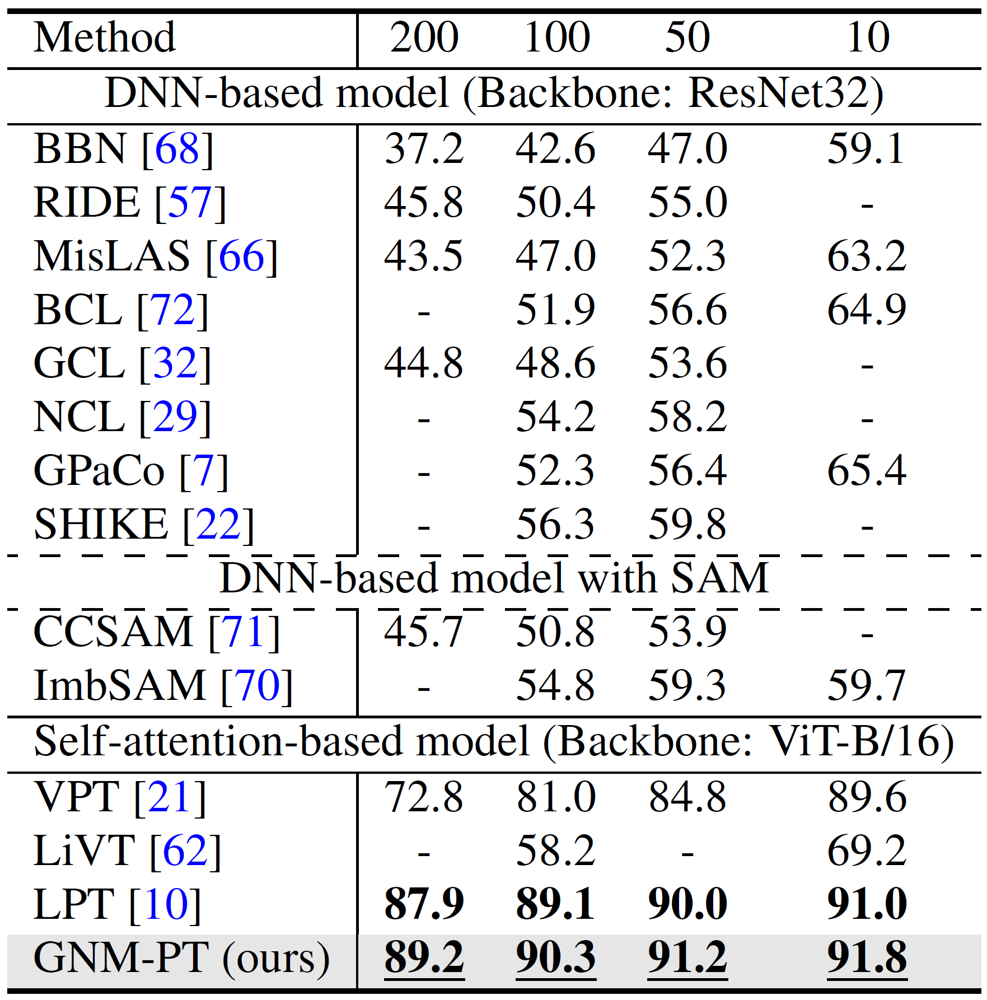 Method 200 100 50 10
DNN-based model (Backbone: ResNet32)
BBN [68] 37.2 42.6 47.0 59.1
RIDE [57] 45.8 50.4 55.0 -
MisLAS [66] 43.5 47.0 52.3 63.2
BCL [72] - 51.9 56.6 64.9
GCL [32] 44.8 48.6 53.6 -
NCL [29] - 54.2 58.2 -
GPaCo [7] - 52.3 56.4 65.4
SHIKE [22] - 56.3 59.8 -
DNN-based model with SAM
CCSAM [71] 45.7 50.8 53.9 -
ImbSAM [70] - 54.8 59.3 59.7
Self-attention-based model (Backbone: ViT-B/16)
VPT [21] 72.8 81.0 84.8 89.6
LiVT [62] - 58.2 - 69.2
LPT [10] 87.9 89.1 90.0 91.0
GNM-PT (ours) 89.2 90.3 91.2 91.8